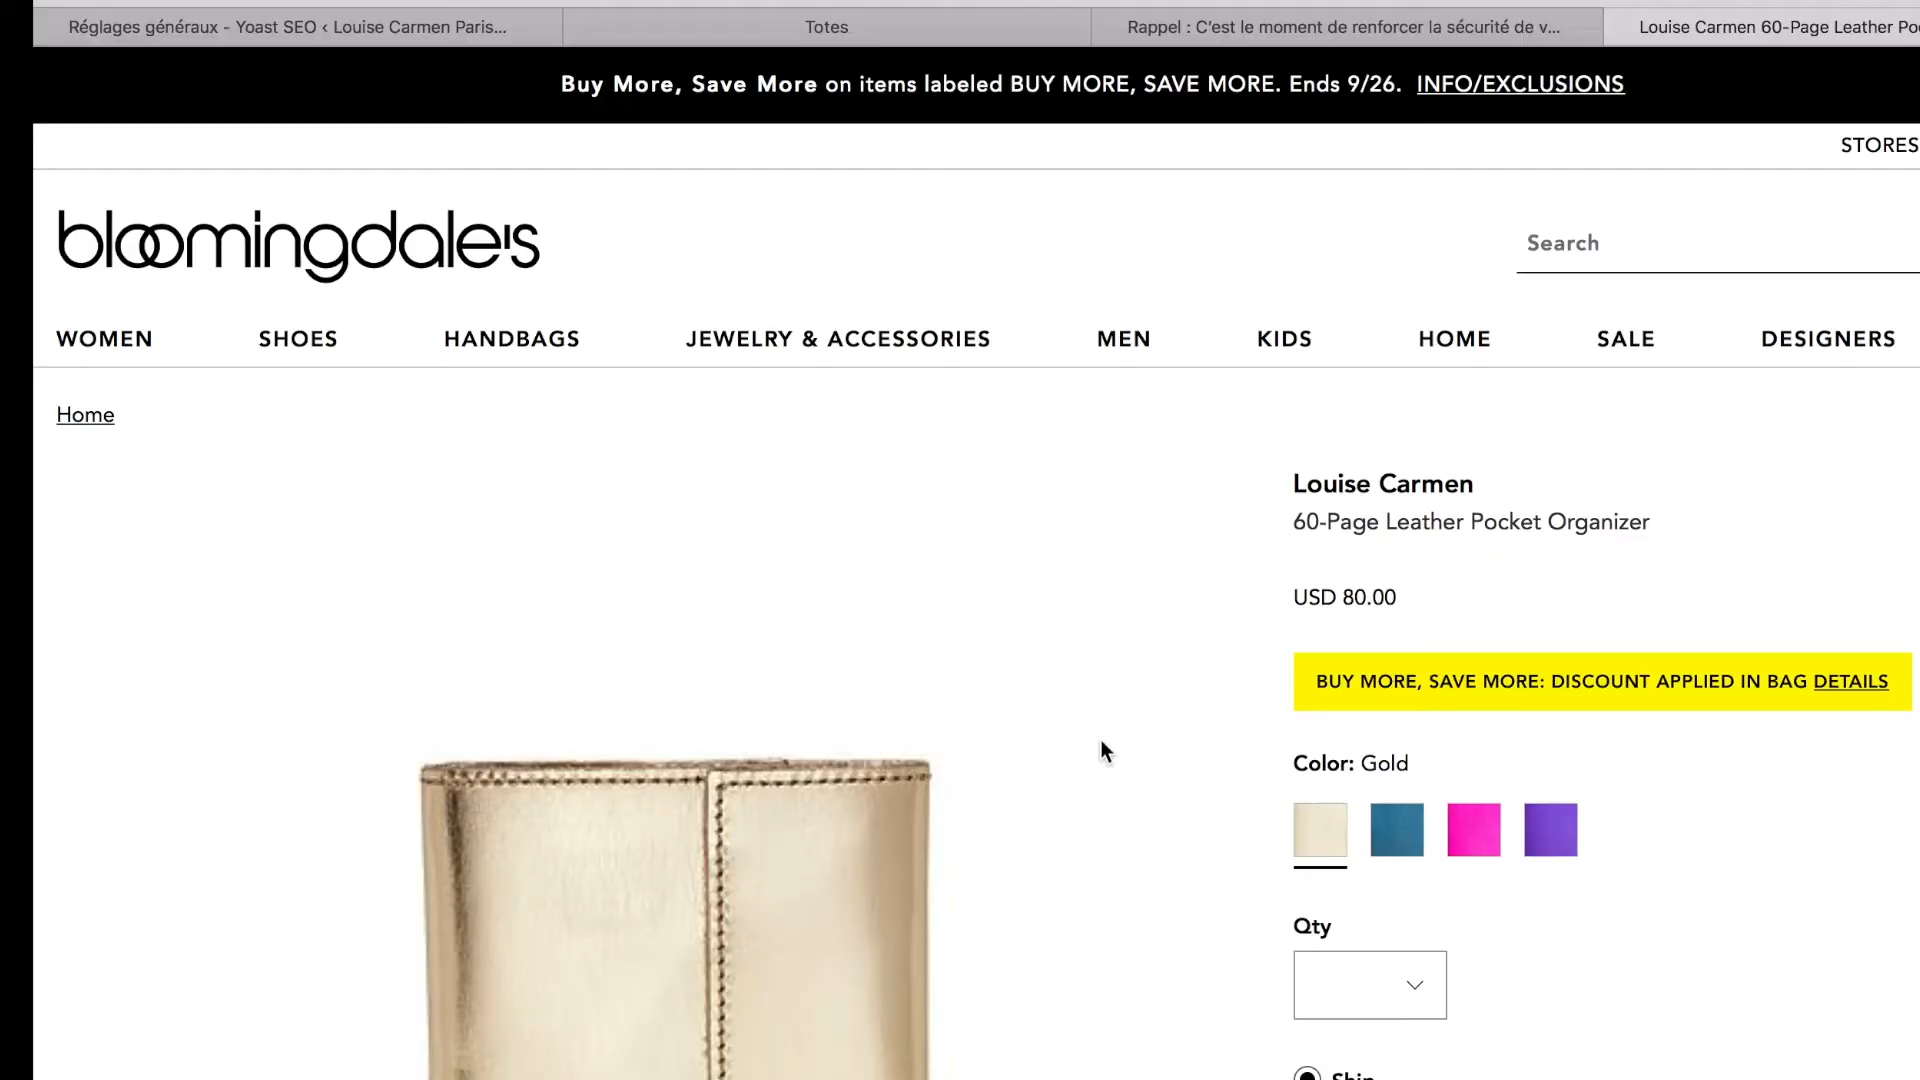 Réglages généraux - Yoast SEO ‹ Louise Carmen Paris...
Totes
Rappel : C'est le moment de renforcer la sécurité de v...
Louise Carmen 60-Page Leather
Buy More, Save More on items labeled BUY MORE, SAVE MORE. Ends 9/26. INFO/EXCLUSIONS
STORES
bloomingdale's
Search
WOMEN SHOES HANDBAGS JEWELRY & ACCESSORIES MEN KIDS HOME SALE DESIGNERS
Home
Louise Carmen
60-Page Leather Pocket Organizer
USD 80.00
BUY MORE, SAVE MORE: DISCOUNT APPLIED IN BAG DETAILS
Color: Gold
Qty
Ship